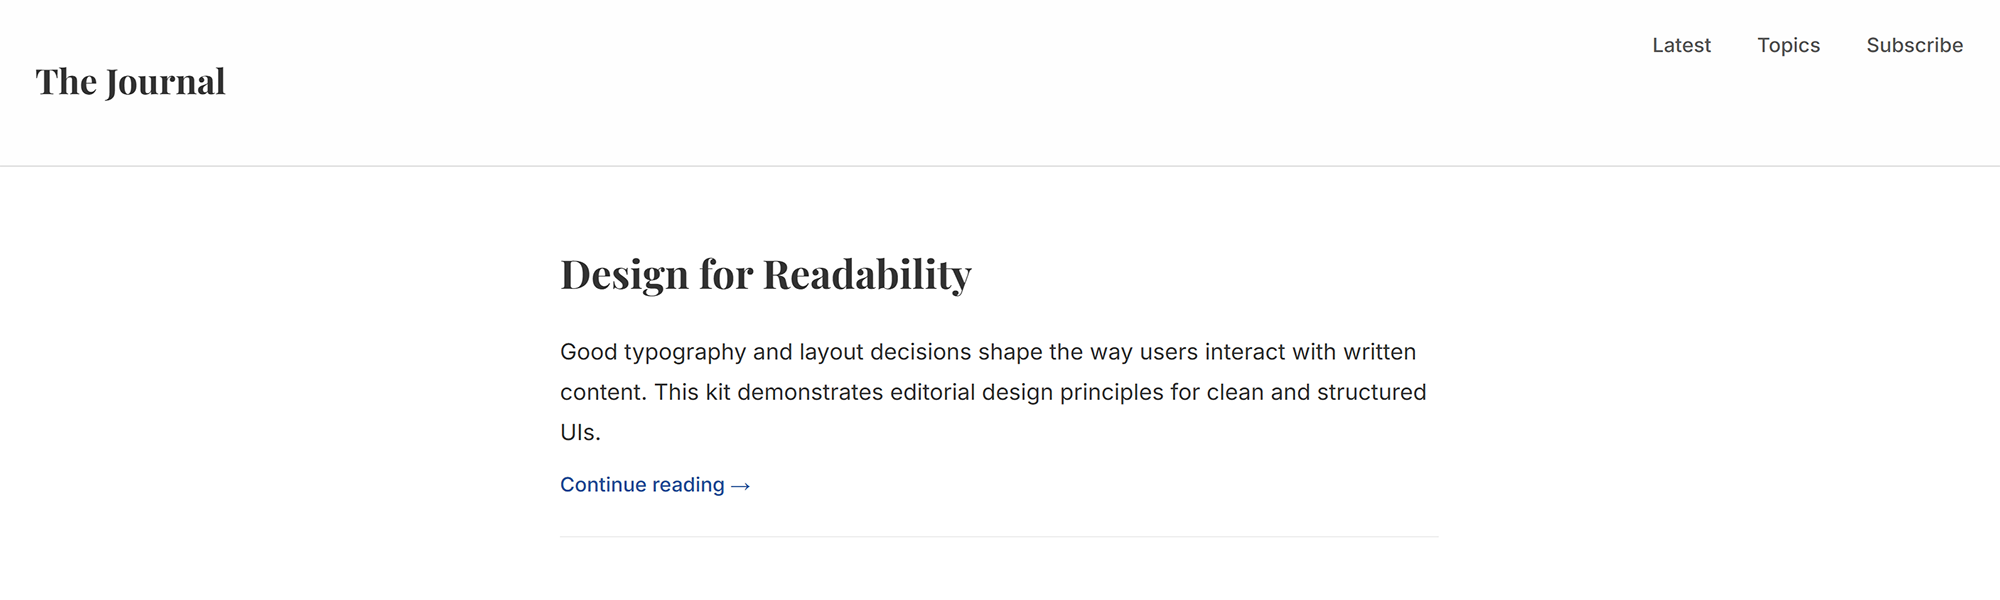 The Journal
Latest
Topics
Subscribe
Design for Readability
Good typography and layout decisions shape the way users interact with written
content. This kit demonstrates editorial design principles for clean and structured
UIs.
Continue reading →